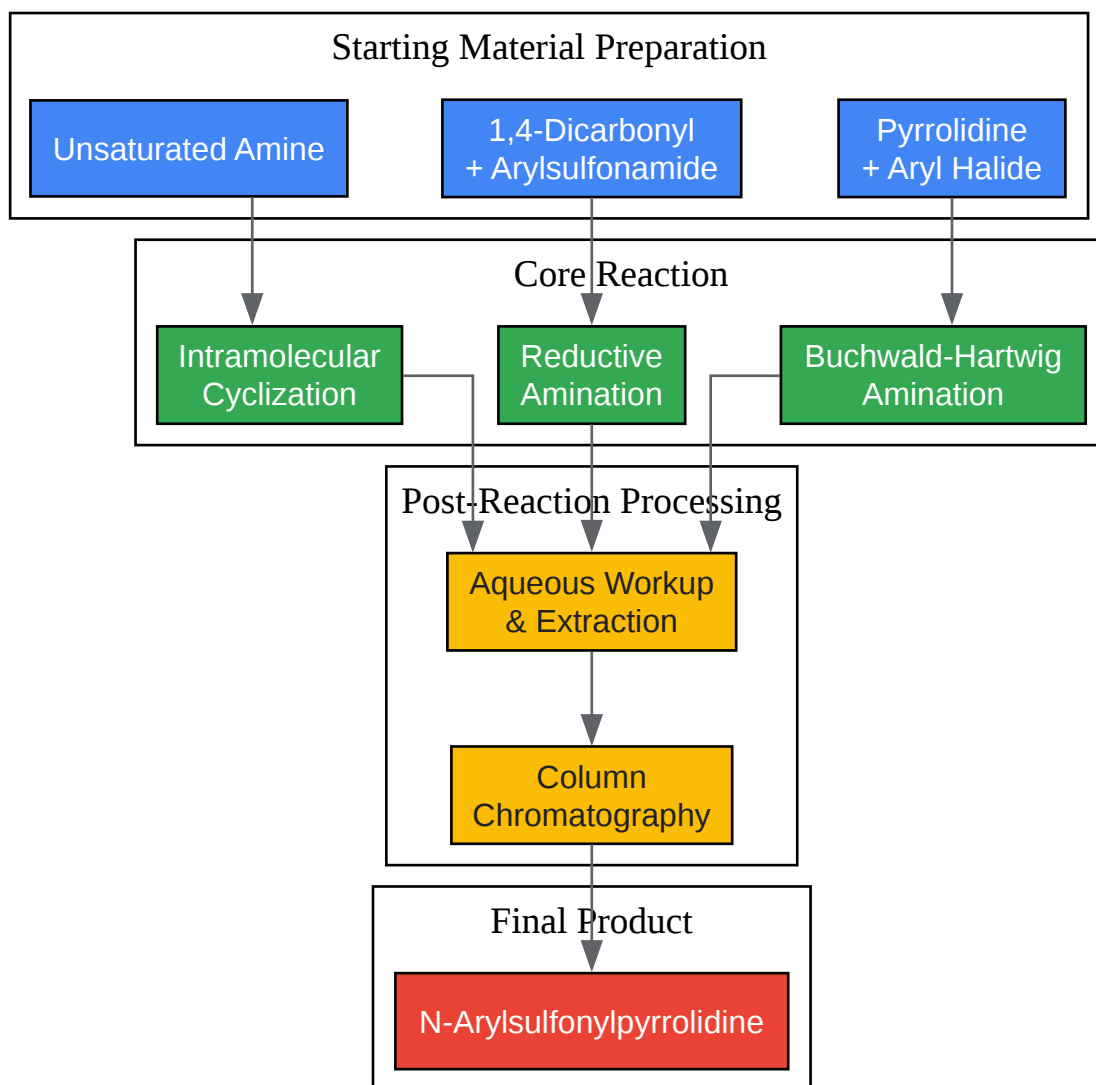 Starting Material Preparation
Unsaturated Amine
1,4-Dicarbonyl
+ Arylsulfonamide
Pyrrolidine
+ Aryl Halide
Core Reaction
Intramolecular
Cyclization
Reductive
Amination
Buchwald-Hartwig
Amination
Post-Reaction Processing
Aqueous Workup
& Extraction
Column
Chromatography
Final Product
N-Arylsulfonylpyrrolidine